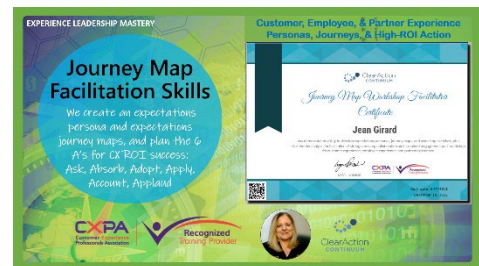 EXPERIENCE LEADERSHIP MASTERY
Journey Map
Facilitation Skills
We create an expectations
persona and expectations
journey maps, and plan the 6
A's for CXROI success:
Ask, Absorb, Adopt, Apply,
Account, Applaud
CXPA
Customer Experience
Professionals Association
Recognized
Training Provider
Customer, Employee, & Partner Experience
Personas, Journeys, & High-ROI Action
ClearAction
CONTINUUM
Journey Map Workshop Facilitator
Certificate
Jean Girard
CXPA
ClearAction
CONTINUUM